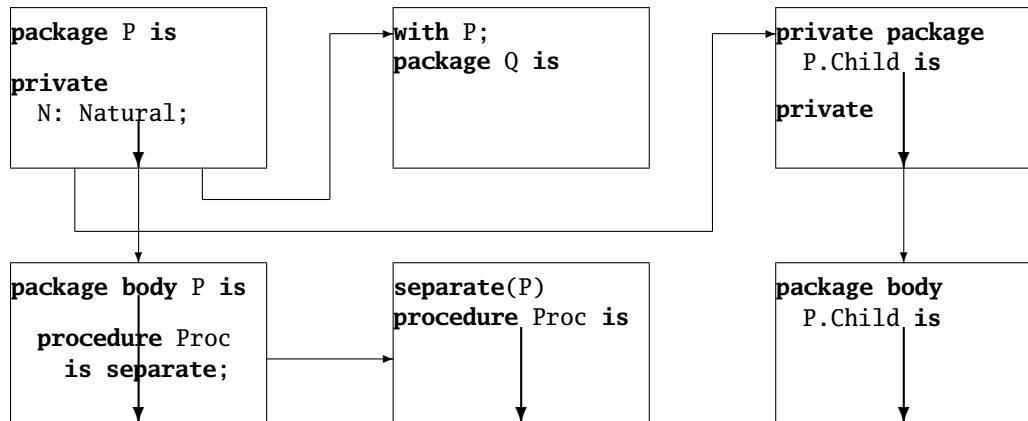 package P is
private
N: Natural;
with P;
package Q is
private package
P.Child is
private
package body P is
procedure Proc
is separate;
separate(P)
procedure Proc is
package body
P.Child is